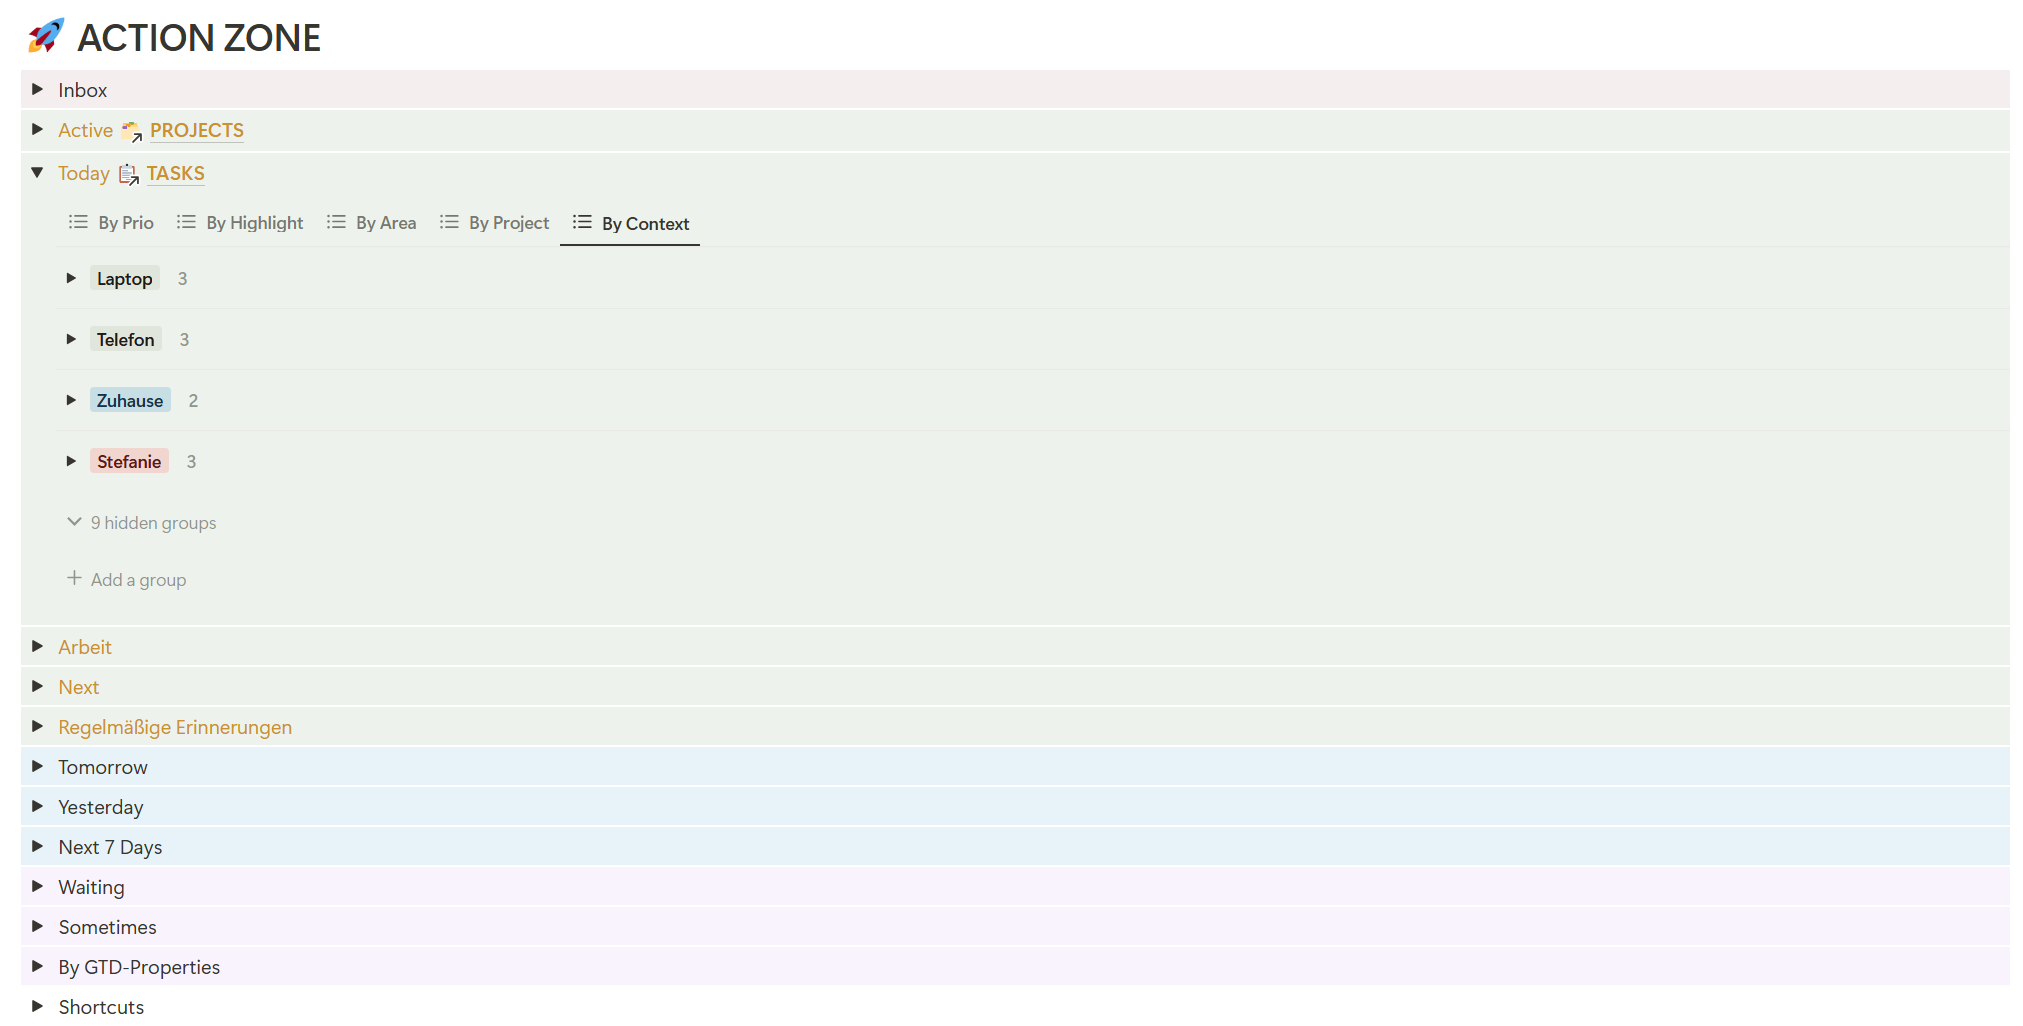 ACTION ZONE
Inbox
Active PROJECTS
Today TASKS
By Prio By Highlight By Area By Project By Context
Laptop 3
Telefon 3
Zuhause 2
Stefanie 3
9 hidden groups
Add a group
Arbeit
Next
Regelmäßige Erinnerungen
Tomorrow
Yesterday
Next 7 Days
Waiting
Sometimes
By GTD-Properties
Shortcuts